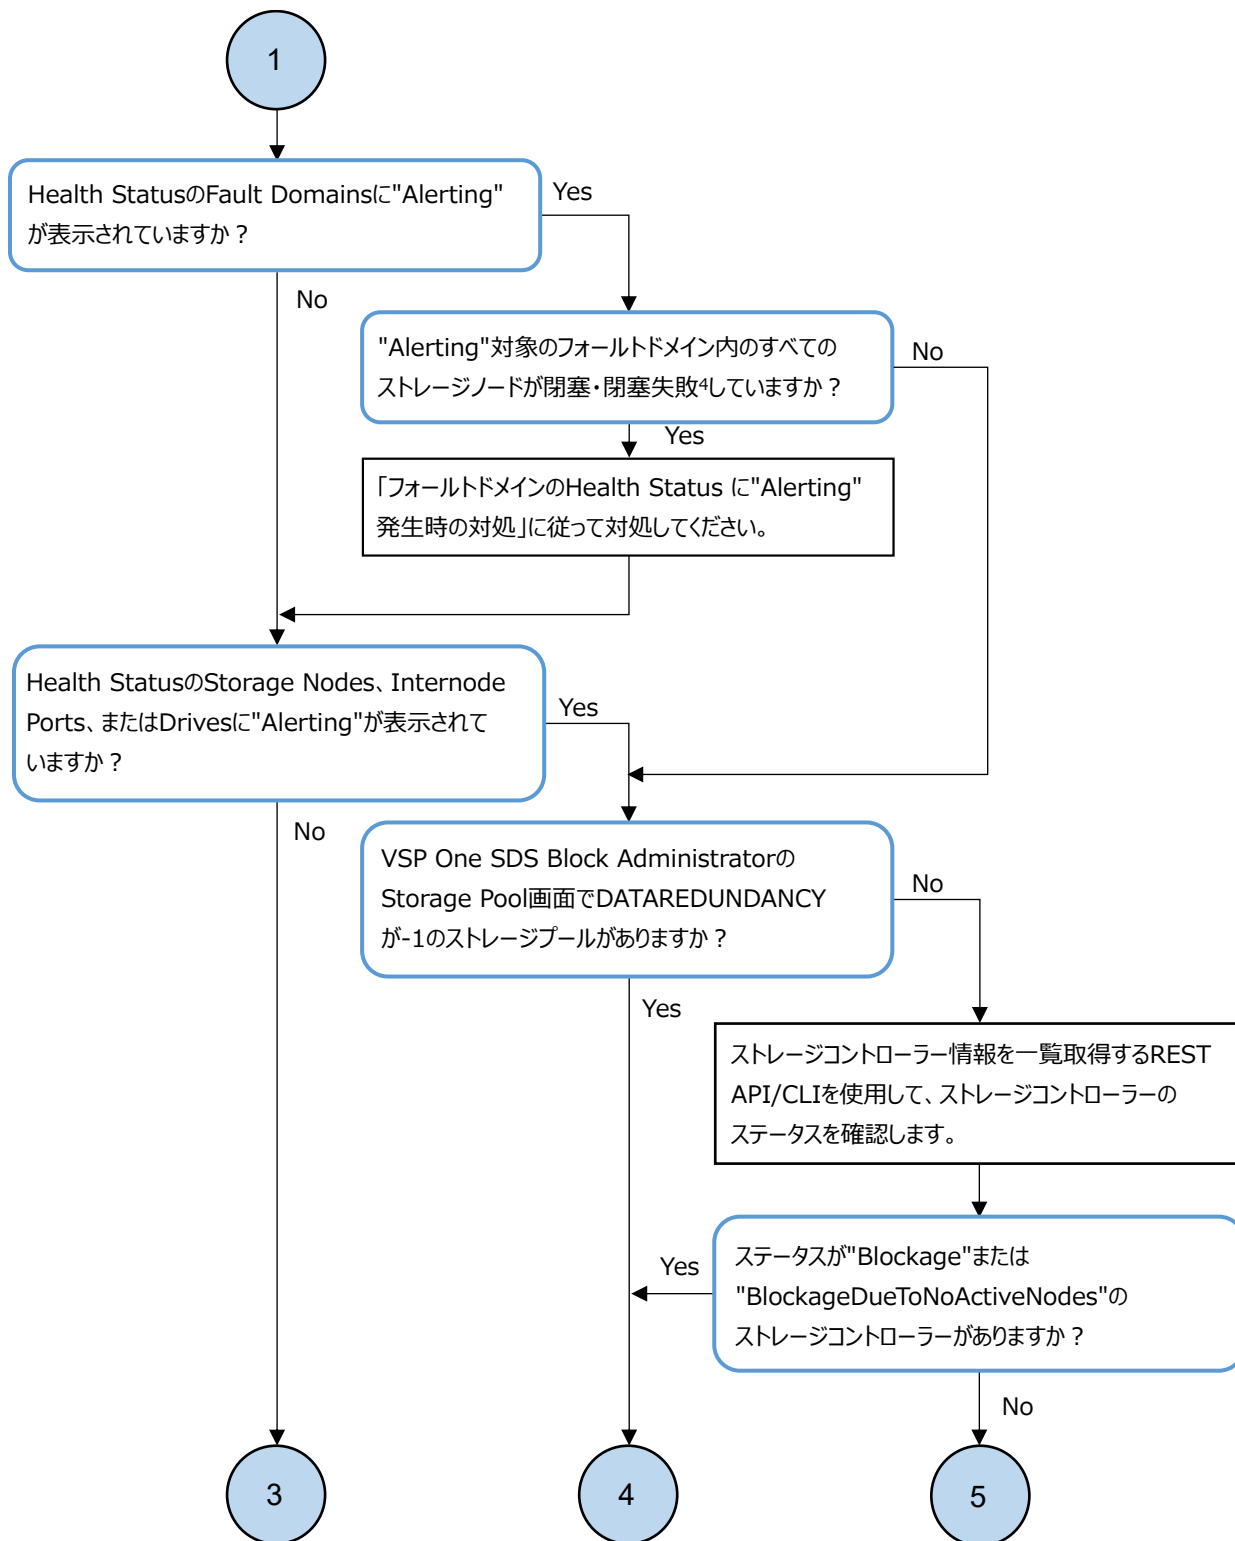 1
Health StatusのFault Domainsに"Alerting"
が表示されていますか？
Yes
No
"Alerting"対象のフォールトドメイン内のすべての
ストレージノードが閉塞・閉塞失敗4していますか？
No
Yes
「フォールトドメインのHealth Status に"Alerting"
発生時の対処」に従って対処してください。
Health StatusのStorage Nodes、Internode
Ports、またはDrivesに"Alerting"が表示されて
いますか？
Yes
No
VSP One SDS Block Administratorの
Storage Pool画面でDATAREDUNDANCY
が-1のストレージプールがありますか？
No
Yes
ストレージコントローラー情報を一覧取得するREST
API/CLIを使用して、ストレージコントローラーの
ステータスを確認します。
ステータスが"Blockage"または
"BlockageDueToNoActiveNodes"の
ストレージコントローラーがありますか？
Yes
No
3
4
5